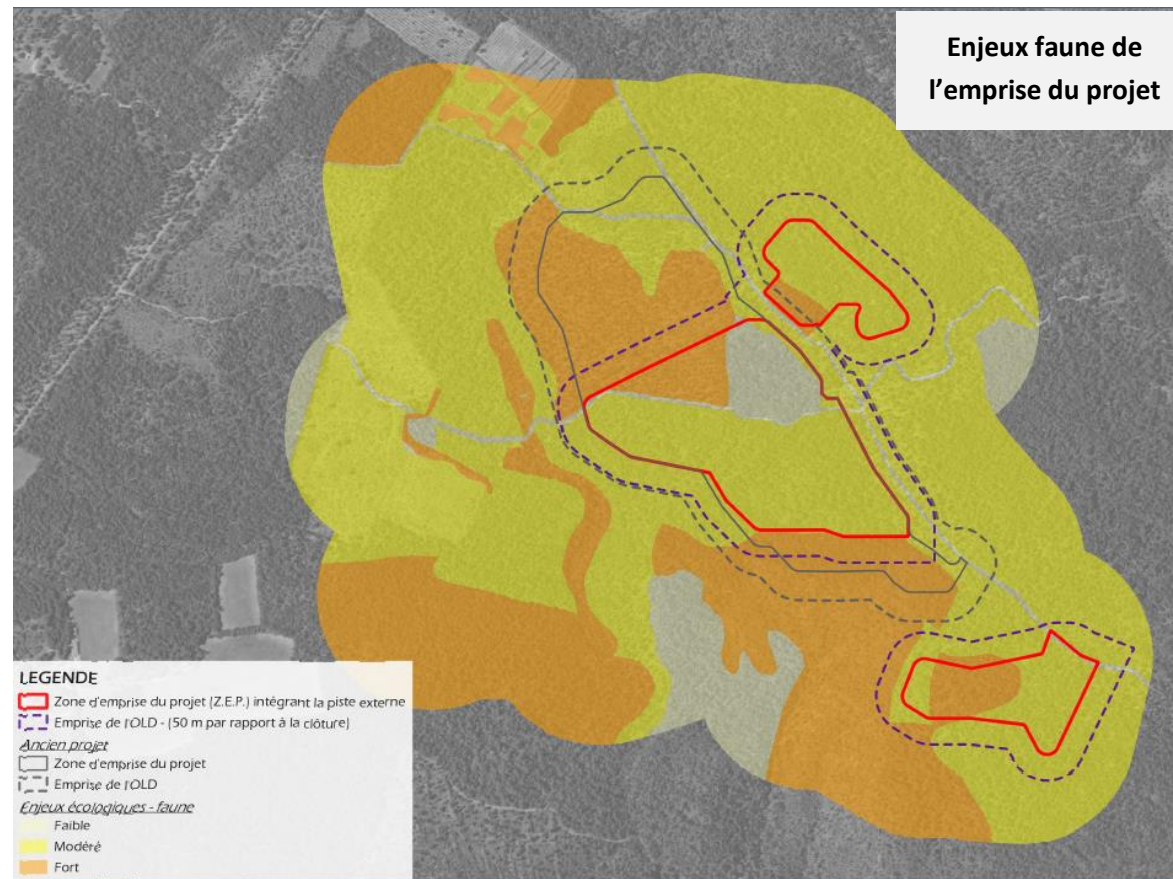 Enjeux faune de
l’emprise du projet
LEGENDE
Zone d'emprise du projet (Z.E.P.) intégrant la piste externe
Emprise de l'OLD - (50 m par rapport à la clôture)
Ancien projet
Zone d'emprise du projet
Emprise de l'OLD
Enjeux écologiques - faune
Faible
Modéré
Fort